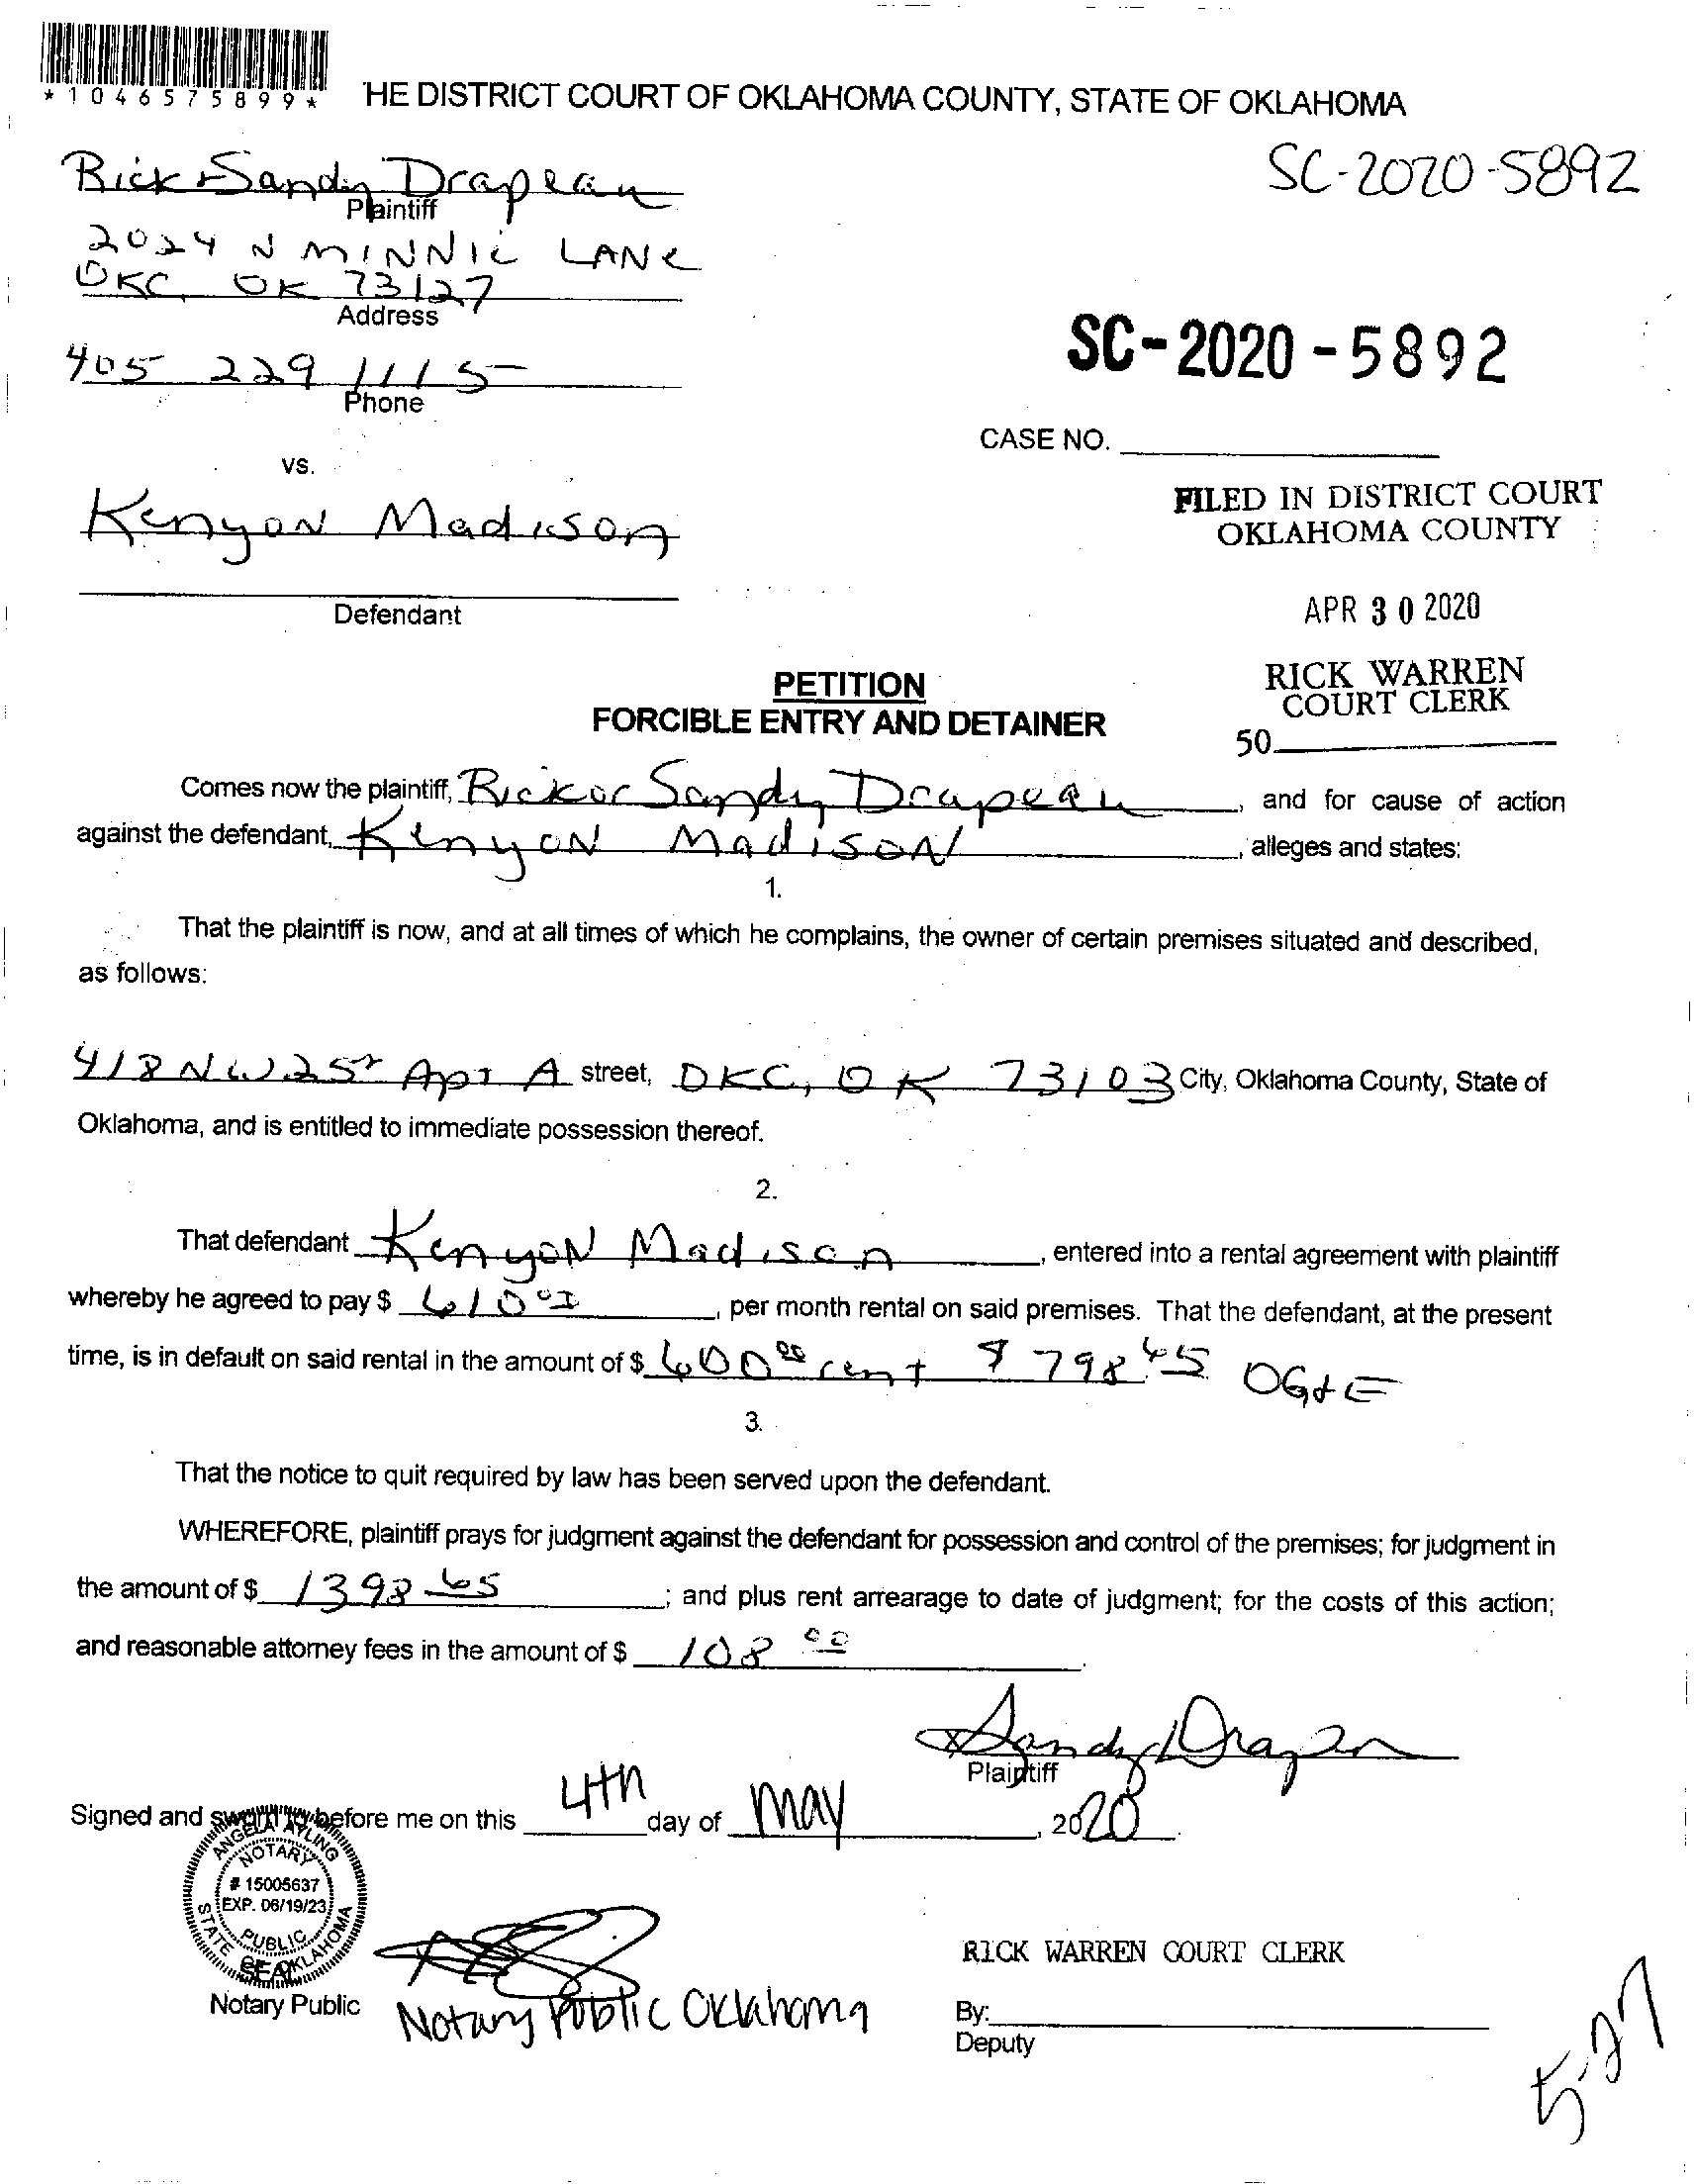 *1046575899*
HE DISTRICT COURT OF OKLAHOMA COUNTY, STATE OF OKLAHOMA
SC-2020-5892
Rick + Sandy Drapeau
Plaintiff
2024 N MINNIE LANE
OKC, OK 73127
Address
405 229 1115
Phone
SC-2020-5892
CASE NO.
vs.
Kenyon Madison
Defendant
FILED IN DISTRICT COURT
OKLAHOMA COUNTY
APR 30 2020
RICK WARREN
COURT CLERK
50
PETITION
FORCIBLE ENTRY AND DETAINER
Comes now the plaintiff, Rick or Sandy Drapeau, and for cause of action
against the defendant, Kenyon Madison, alleges and states:
1.
That the plaintiff is now, and at all times of which he complains, the owner of certain premises situated and described,
as follows:
418 NW 25th Apt A street, OKC, OK 73103 City, Oklahoma County, State of
Oklahoma, and is entitled to immediate possession thereof.
2.
That defendant Kenyon Madison, entered into a rental agreement with plaintiff
whereby he agreed to pay $ 610, per month rental on said premises. That the defendant, at the present
time, is in default on said rental in the amount of $ 600 00 rent $ 798 65 OG+E
3.
That the notice to quit required by law has been served upon the defendant.
WHEREFORE, plaintiff prays for judgment against the defendant for possession and control of the premises; for judgment in
the amount of $ 1398 65; and plus rent arrearage to date of judgment; for the costs of this action;
and reasonable attorney fees in the amount of $ 108 00.
Sandy Drapeau
Plaintiff
Signed and sworn to before me on this 4th day of May, 2020
ANGELA AYLING
NOTARY
# 15005637
EXP. 06/19/23
PUBLIC
STATE OF OKLAHOMA
SEAL
Notary Public
Notary Public Oklahoma
RICK WARREN COURT CLERK
By:
Deputy
5-27